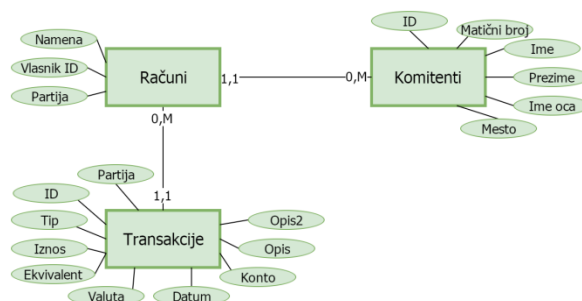 ID
Matični broj
Namena
Ime
Vlasnik ID
Računi
1,1
0,M
Komitenti
Prezime
Partija
Ime oca
0,M
Mesto
Partija
ID
1,1
Tip
Opis2
Transakcije
Iznos
Opis
Ekvivalent
Konto
Valuta
Datum